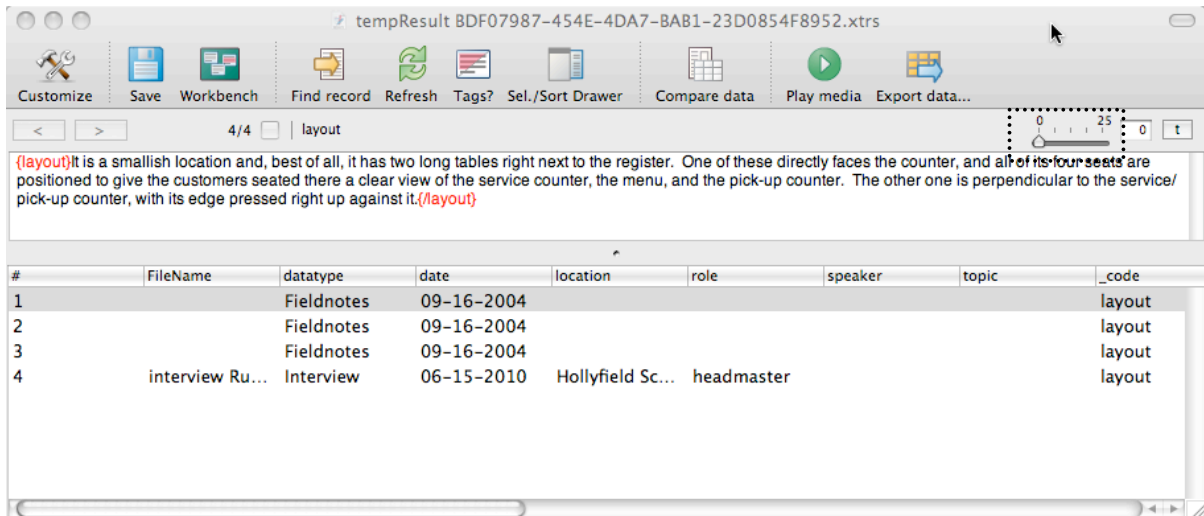 tempResult BDF07987-454E-4DA7-BAB1-23D0854F8952.xtrs
Customize Save Workbench Find record Refresh Tags? Sel./Sort Drawer Compare data Play media Export data...
< > 4/4 layout 0 25 0 t
{layout}It is a smallish location and, best of all, it has two long tables right next to the register. One of these directly faces the counter, and all of its four seats are
positioned to give the customers seated there a clear view of the service counter, the menu, and the pick-up counter. The other one is perpendicular to the service/
pick-up counter, with its edge pressed right up against it.{/layout}
# FileName datatype date location role speaker topic _code
1 Fieldnotes 09-16-2004 layout
2 Fieldnotes 09-16-2004 layout
3 Fieldnotes 09-16-2004 layout
4 interview Ru... Interview 06-15-2010 Hollyfield Sc... headmaster layout